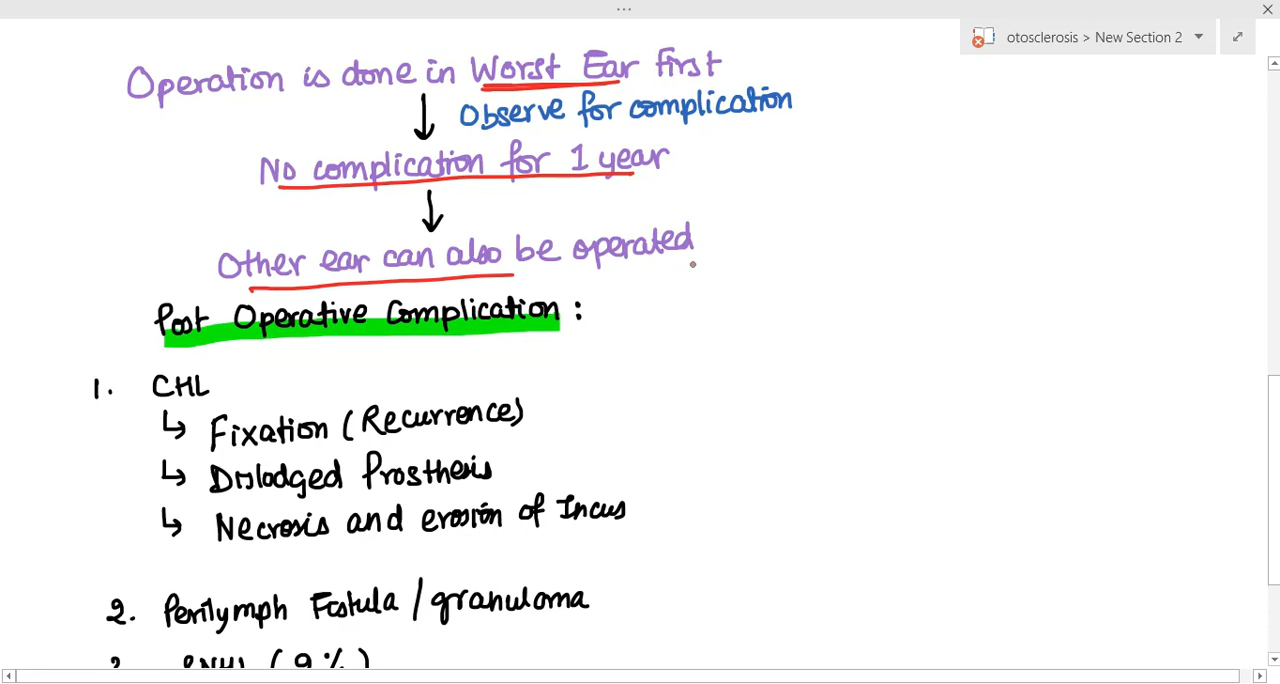 otosclerosis > New Section 2
Operation is done in Worst Ear first
Observe for complication
No complication for 1 year
Other ear can also be operated
Post Operative Complication :
1. CHL
↳ Fixation (Recurrence)
↳ Dislodged Prosthesis
↳ Necrosis and erosion of Incus
2. Perilymph Fistula / granuloma